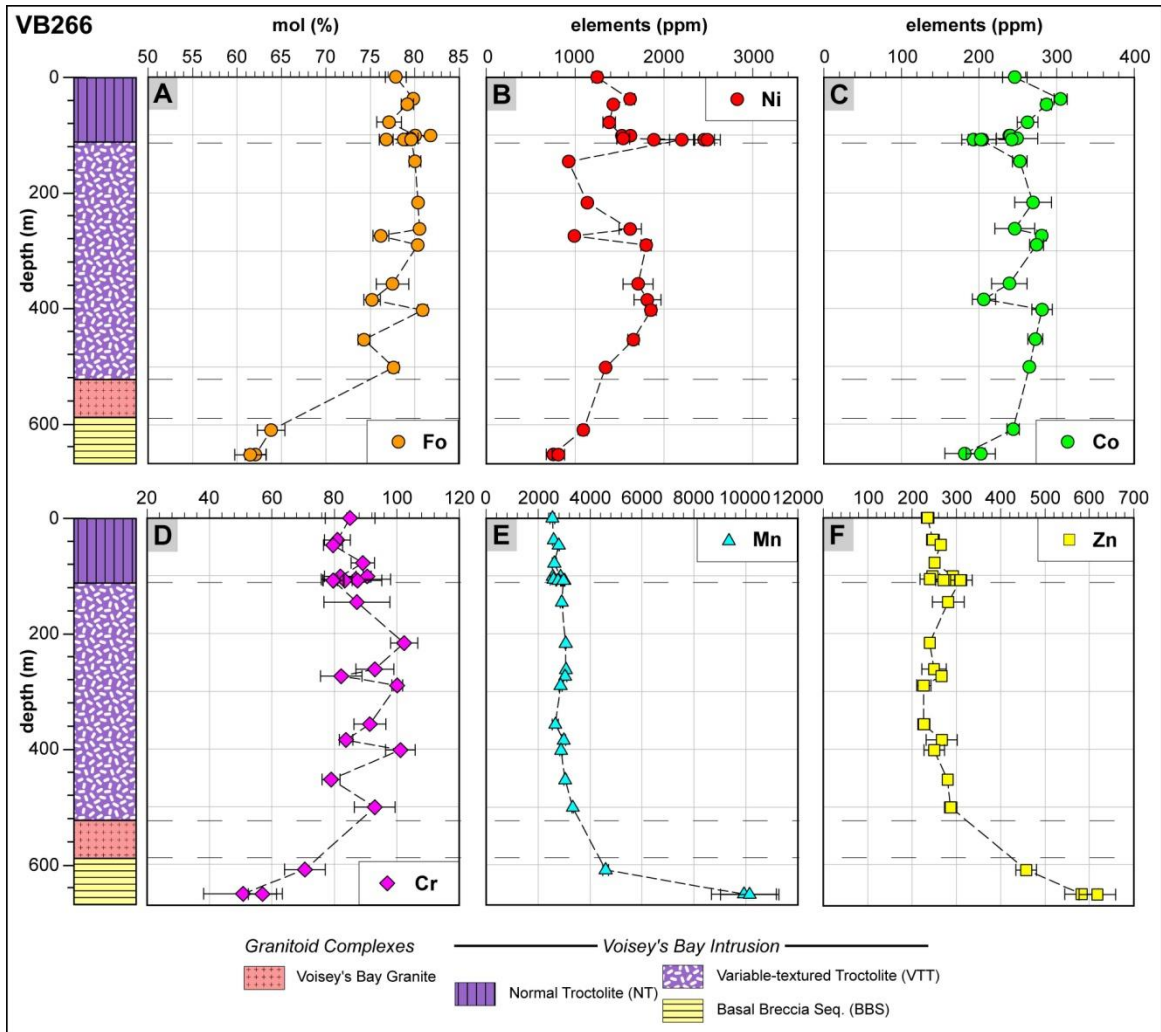 VB266
mol (%)
elements (ppm)
elements (ppm)
50 55 60 65 70 75 80 85
1000 2000 3000
100 200 300 400
0
200
400
600
depth (m)
A
B
C
Fo
Ni
Co
20 40 60 80 100 120
0 2000 4000 6000 8000 10000 12000
100 200 300 400 500 600 700
0
200
400
600
depth (m)
D
E
F
Cr
Mn
Zn
Granitoid Complexes
Voisey's Bay Intrusion
Voisey's Bay Granite
Normal Troctolite (NT)
Variable-textured Troctolite (VTT)
Basal Breccia Seq. (BBS)